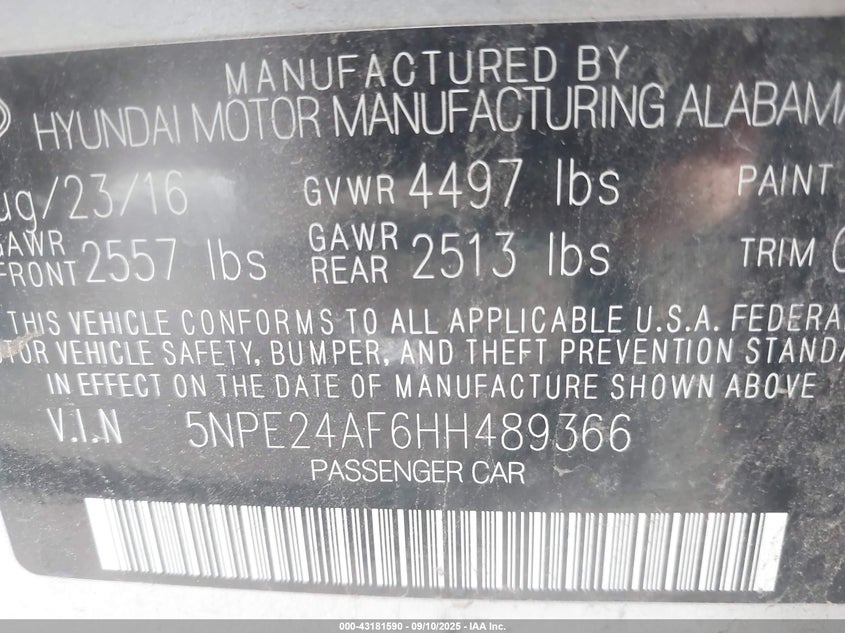 MANUFACTURED BY
HYUNDAI MOTOR MANUFACTURING ALABAMA
ug/23/16 GVWR 4497 lbs PAINT
GAWR FRONT 2557 lbs GAWR REAR 2513 lbs TRIM
THIS VEHICLE CONFORMS TO ALL APPLICABLE U.S.A. FEDERA
TOR VEHICLE SAFETY, BUMPER, AND THEFT PREVENTION STANDA
IN EFFECT ON THE DATE OF MANUFACTURE SHOWN ABOVE
V.I.N 5NPE24AF6HH489366
PASSENGER CAR
000-43181590 - 09/10/2025 - IAA Inc.